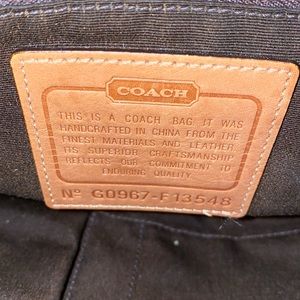 COACH
THIS IS A COACH BAG. IT WAS
HANDCRAFTED IN CHINA FROM THE
FINEST MATERIALS AND LEATHER
ITS SUPERIOR CRAFTSMANSHIP
REFLECTS OUR COMMITMENT TO
ENDURING QUALITY.
Nº G0967-F13548